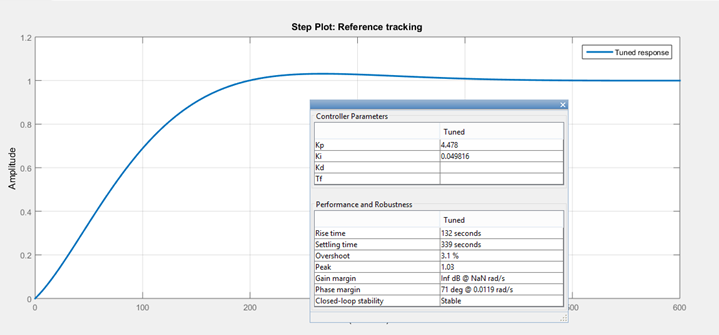 Step Plot: Reference tracking
Tuned response
1.2
1
0.8
0.6
0.4
0.2
0
Amplitude
0
100
200
600
Controller Parameters
Tuned
Kp 4.478
Ki 0.049816
Kd
Tf
Performance and Robustness
Tuned
Rise time 132 seconds
Settling time 339 seconds
Overshoot 3.1 %
Peak 1.03
Gain margin Inf dB @ NaN rad/s
Phase margin 71 deg @ 0.0119 rad/s
Closed-loop stability Stable